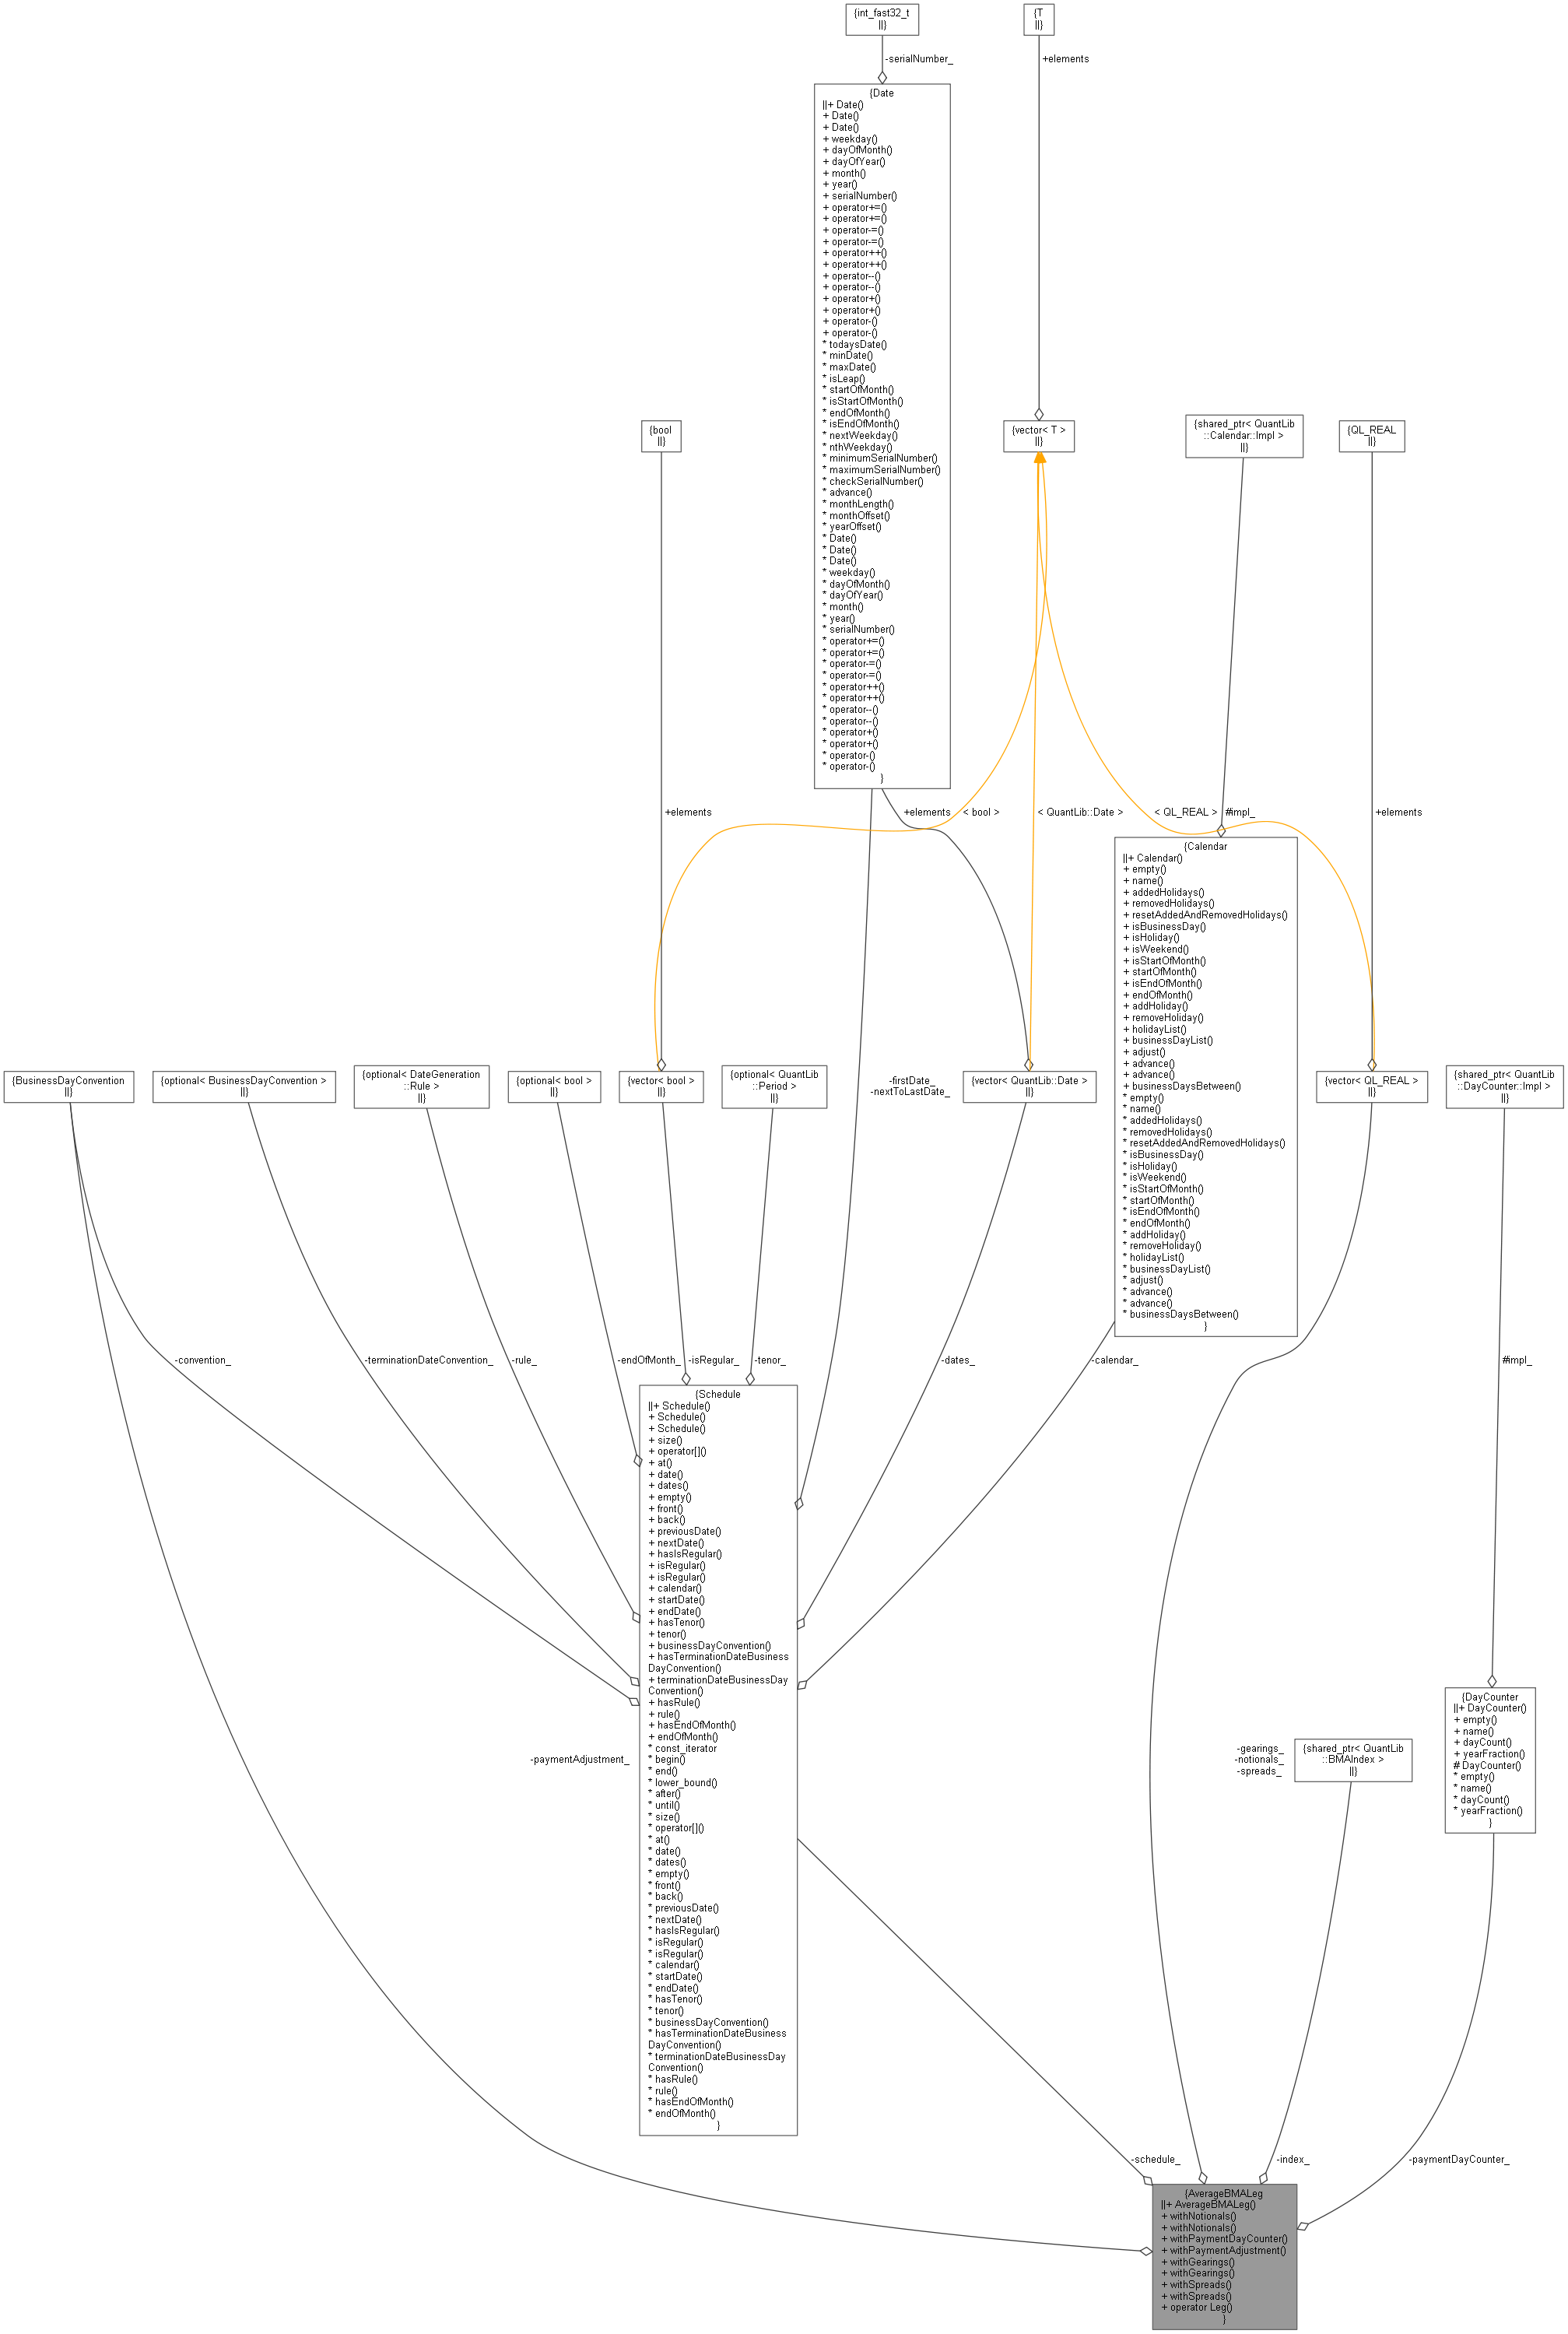 {int_fast32_t
||}
{T
||}
-serialNumber_
+elements
{Date
||+ Date()
+ Date()
+ Date()
+ weekday()
+ dayOfMonth()
+ dayOfYear()
+ month()
+ year()
+ serialNumber()
+ operator+=()
+ operator+=()
+ operator-=()
+ operator-=()
+ operator++()
+ operator++()
+ operator--()
+ operator--()
+ operator+()
+ operator+()
+ operator-()
+ operator-()
* todaysDate()
* minDate()
* maxDate()
* isLeap()
* startOfMonth()
* isStartOfMonth()
* endOfMonth()
* isEndOfMonth()
* nextWeekday()
* nthWeekday()
* minimumSerialNumber()
* maximumSerialNumber()
* checkSerialNumber()
* advance()
* monthLength()
* monthOffset()
* yearOffset()
* Date()
* Date()
* Date()
* weekday()
* dayOfMonth()
* dayOfYear()
* month()
* year()
* serialNumber()
* operator+=()
* operator+=()
* operator-=()
* operator-=()
* operator++()
* operator++()
* operator--()
* operator--()
* operator+()
* operator+()
* operator-()
* operator-()
}
{bool
||}
{vector< T >
||}
{shared_ptr< QuantLib
::Calendar::Impl >
||}
{QL_REAL
||}
+elements
+elements
< bool >
< QuantLib::Date >
< QL_REAL >
#impl_
+elements
{Calendar
||+ Calendar()
+ empty()
+ name()
+ addedHolidays()
+ removedHolidays()
+ resetAddedAndRemovedHolidays()
+ isBusinessDay()
+ isHoliday()
+ isWeekend()
+ isStartOfMonth()
+ startOfMonth()
+ isEndOfMonth()
+ endOfMonth()
+ addHoliday()
+ removeHoliday()
+ holidayList()
+ businessDayList()
+ adjust()
+ advance()
+ advance()
+ businessDaysBetween()
* empty()
* name()
* addedHolidays()
* removedHolidays()
* resetAddedAndRemovedHolidays()
* isBusinessDay()
* isHoliday()
* isWeekend()
* isStartOfMonth()
* startOfMonth()
* isEndOfMonth()
* endOfMonth()
* addHoliday()
* removeHoliday()
* holidayList()
* businessDayList()
* adjust()
* advance()
* advance()
* businessDaysBetween()
}
{BusinessDayConvention
||}
{optional< BusinessDayConvention >
||}
{optional< DateGeneration
::Rule >
||}
{optional< bool >
||}
{vector< bool >
||}
{optional< QuantLib
::Period >
||}
-firstDate_
-nextToLastDate_
{vector< QuantLib::Date >
||}
{vector< QL_REAL >
||}
{shared_ptr< QuantLib
::DayCounter::Impl >
||}
-convention_
-terminationDateConvention_
-rule_
-endOfMonth_
-isRegular_
-tenor_
-dates_
-calendar_
#impl_
{Schedule
||+ Schedule()
+ Schedule()
+ Schedule()
+ size()
+ operator[]()
+ at()
+ date()
+ dates()
+ empty()
+ front()
+ back()
+ previousDate()
+ nextDate()
+ hasIsRegular()
+ isRegular()
+ isRegular()
+ calendar()
+ startDate()
+ endDate()
+ hasTenor()
+ tenor()
+ businessDayConvention()
+ hasTerminationDateBusiness
DayConvention()
+ terminationDateBusinessDay
Convention()
+ hasRule()
+ rule()
+ hasEndOfMonth()
+ endOfMonth()
* const_iterator
* begin()
* end()
* lower_bound()
* after()
* until()
* size()
* operator[]()
* at()
* date()
* dates()
* empty()
* front()
* back()
* previousDate()
* nextDate()
* hasIsRegular()
* isRegular()
* isRegular()
* calendar()
* startDate()
* endDate()
* hasTenor()
* tenor()
* businessDayConvention()
* hasTerminationDateBusiness
DayConvention()
* terminationDateBusinessDay
Convention()
* hasRule()
* rule()
* hasEndOfMonth()
* endOfMonth()
}
-paymentAdjustment_
-gearings_
-notionals_
-spreads_
{shared_ptr< QuantLib
::BMAIndex >
||}
{DayCounter
||+ DayCounter()
+ empty()
+ name()
+ dayCount()
+ yearFraction()
# DayCounter()
* empty()
* name()
* dayCount()
* yearFraction()
}
-schedule_
-index_
-paymentDayCounter_
{AverageBMALeg
||+ AverageBMALeg()
+ withNotionals()
+ withNotionals()
+ withPaymentDayCounter()
+ withPaymentAdjustment()
+ withGearings()
+ withGearings()
+ withSpreads()
+ withSpreads()
+ operator Leg()
}